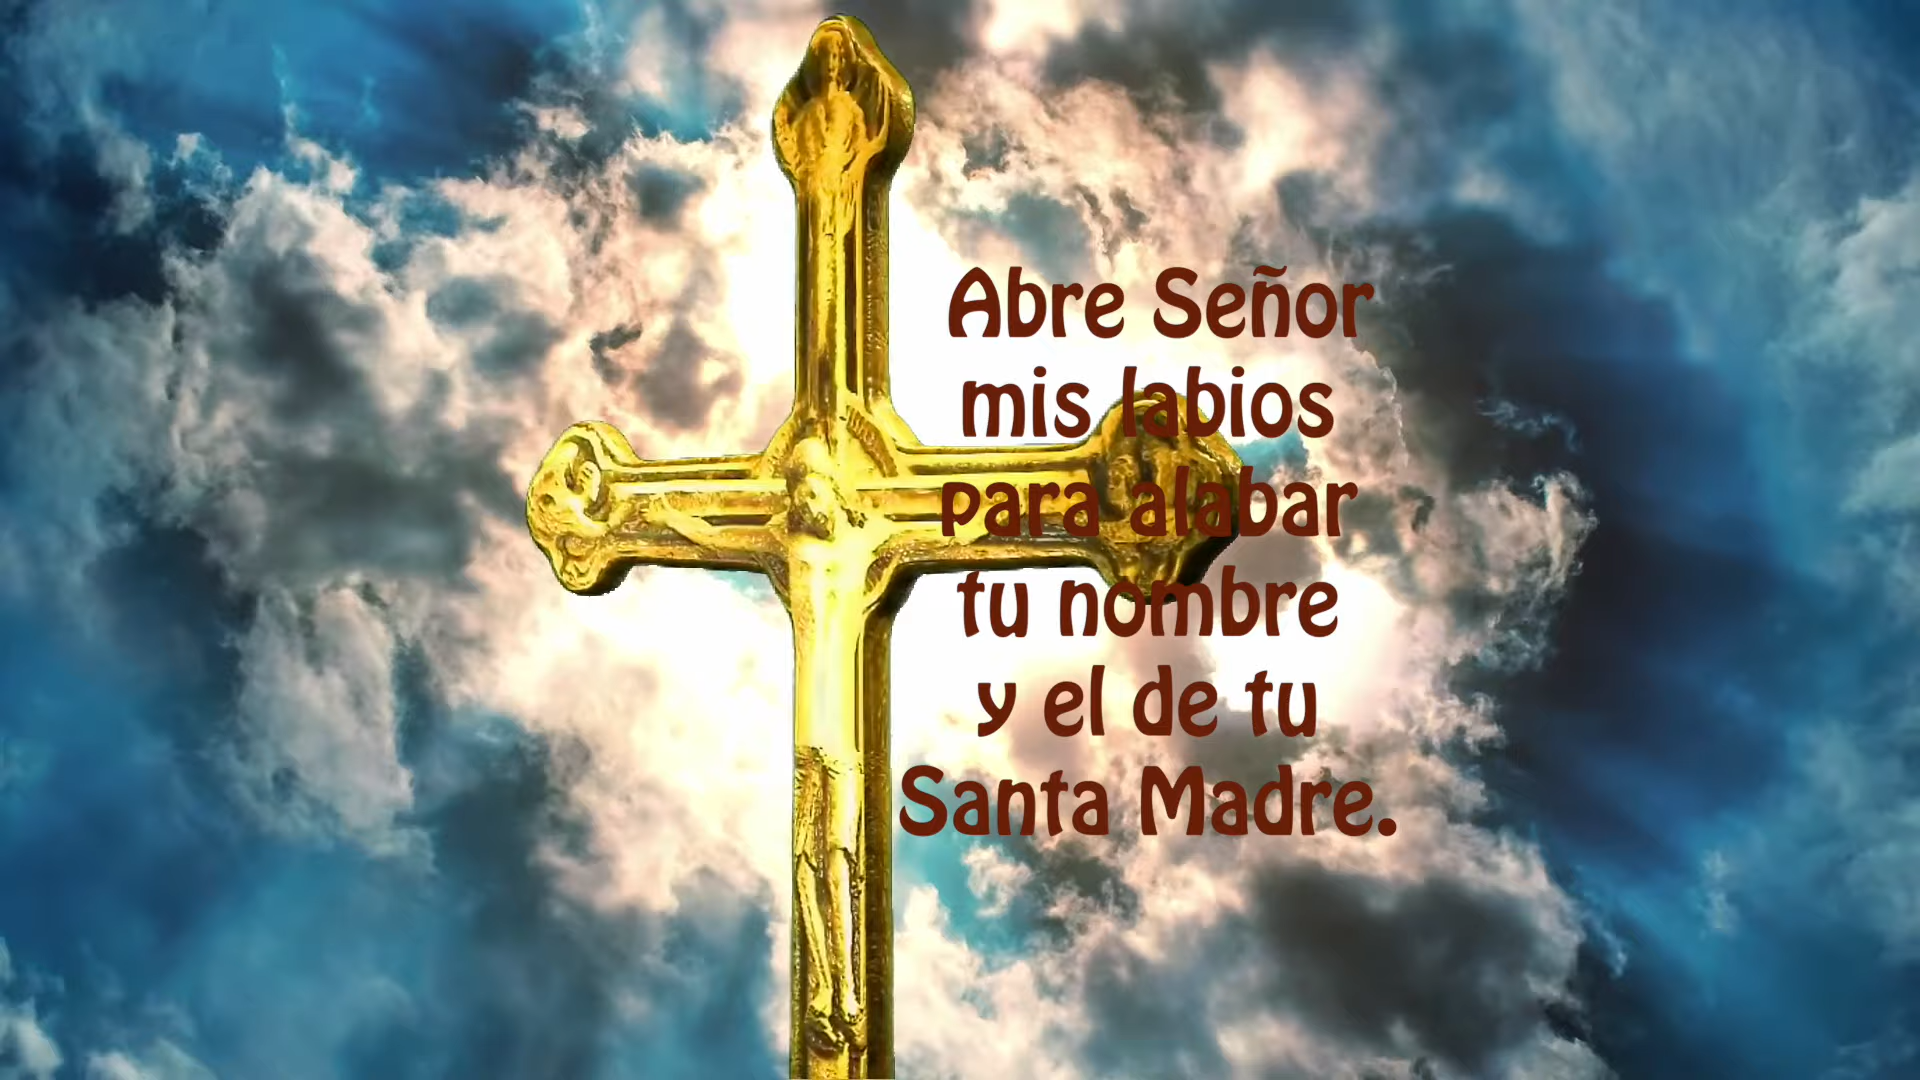 Abre Señor
mis labios
para alabar
tu nombre
y el de tu
Santa Madre.